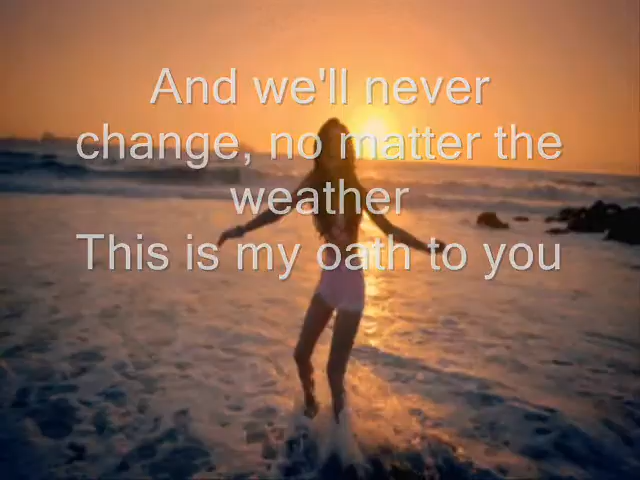 And we'll never
change, no matter the
weather
This is my oath to you